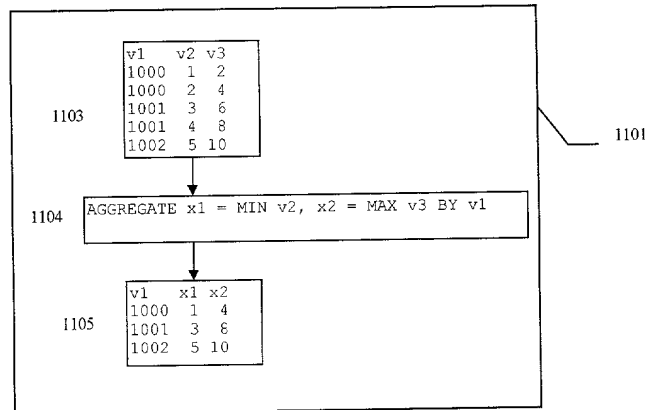 v1 v2 v3
1000 1 2
1000 2 4
1001 3 6
1001 4 8
1002 5 10
1103
1101
1104
AGGREGATE x1 = MIN v2, x2 = MAX v3 BY v1
v1 x1 x2
1000 1 4
1001 3 8
1002 5 10
1105